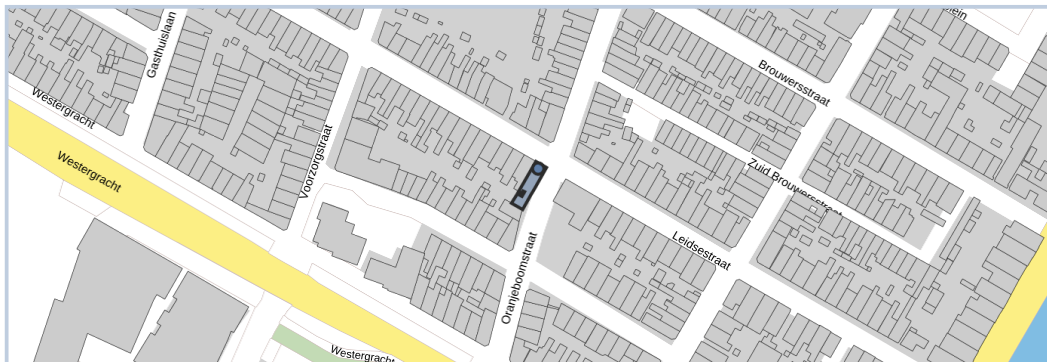 Gasthuislaan
Brouwersstraat
Westergracht
Westergracht
Voorzorgstraat
Zuid Brouwersstraat
Leidsestraat
Oranjeboomstraat
Westergracht